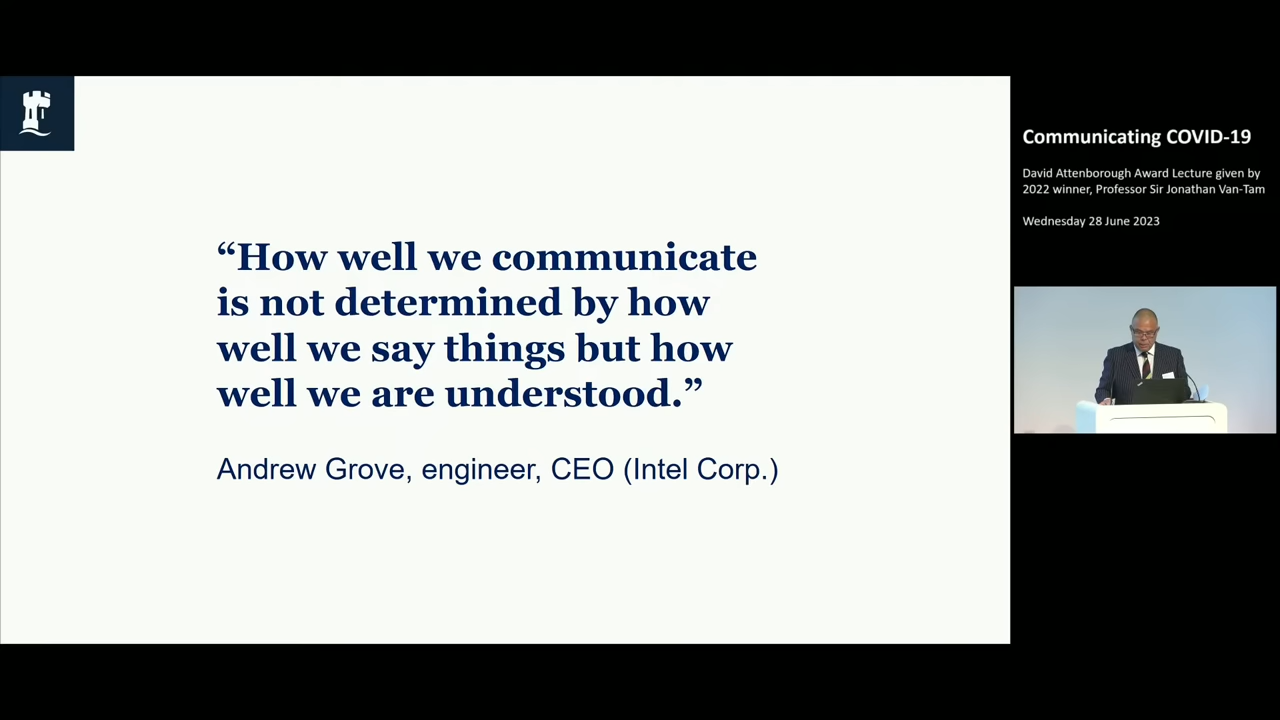 “How well we communicate
is not determined by how
well we say things but how
well we are understood.”
Andrew Grove, engineer, CEO (Intel Corp.)
Communicating COVID-19
David Attenborough Award Lecture given by
2022 winner, Professor Sir Jonathan Van-Tam
Wednesday 28 June 2023